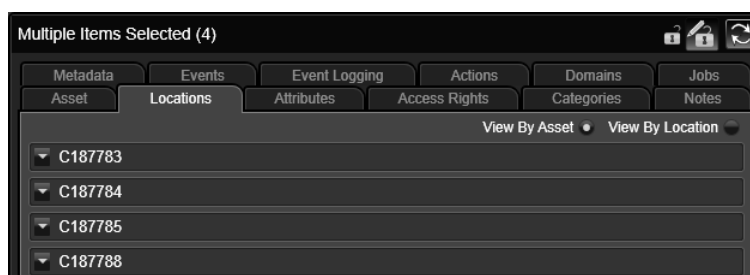 Multiple Items Selected (4)
Metadata Events Event Logging Actions Domains Jobs
Asset Locations Attributes Access Rights Categories Notes
View By Asset View By Location
C187783
C187784
C187785
C187788